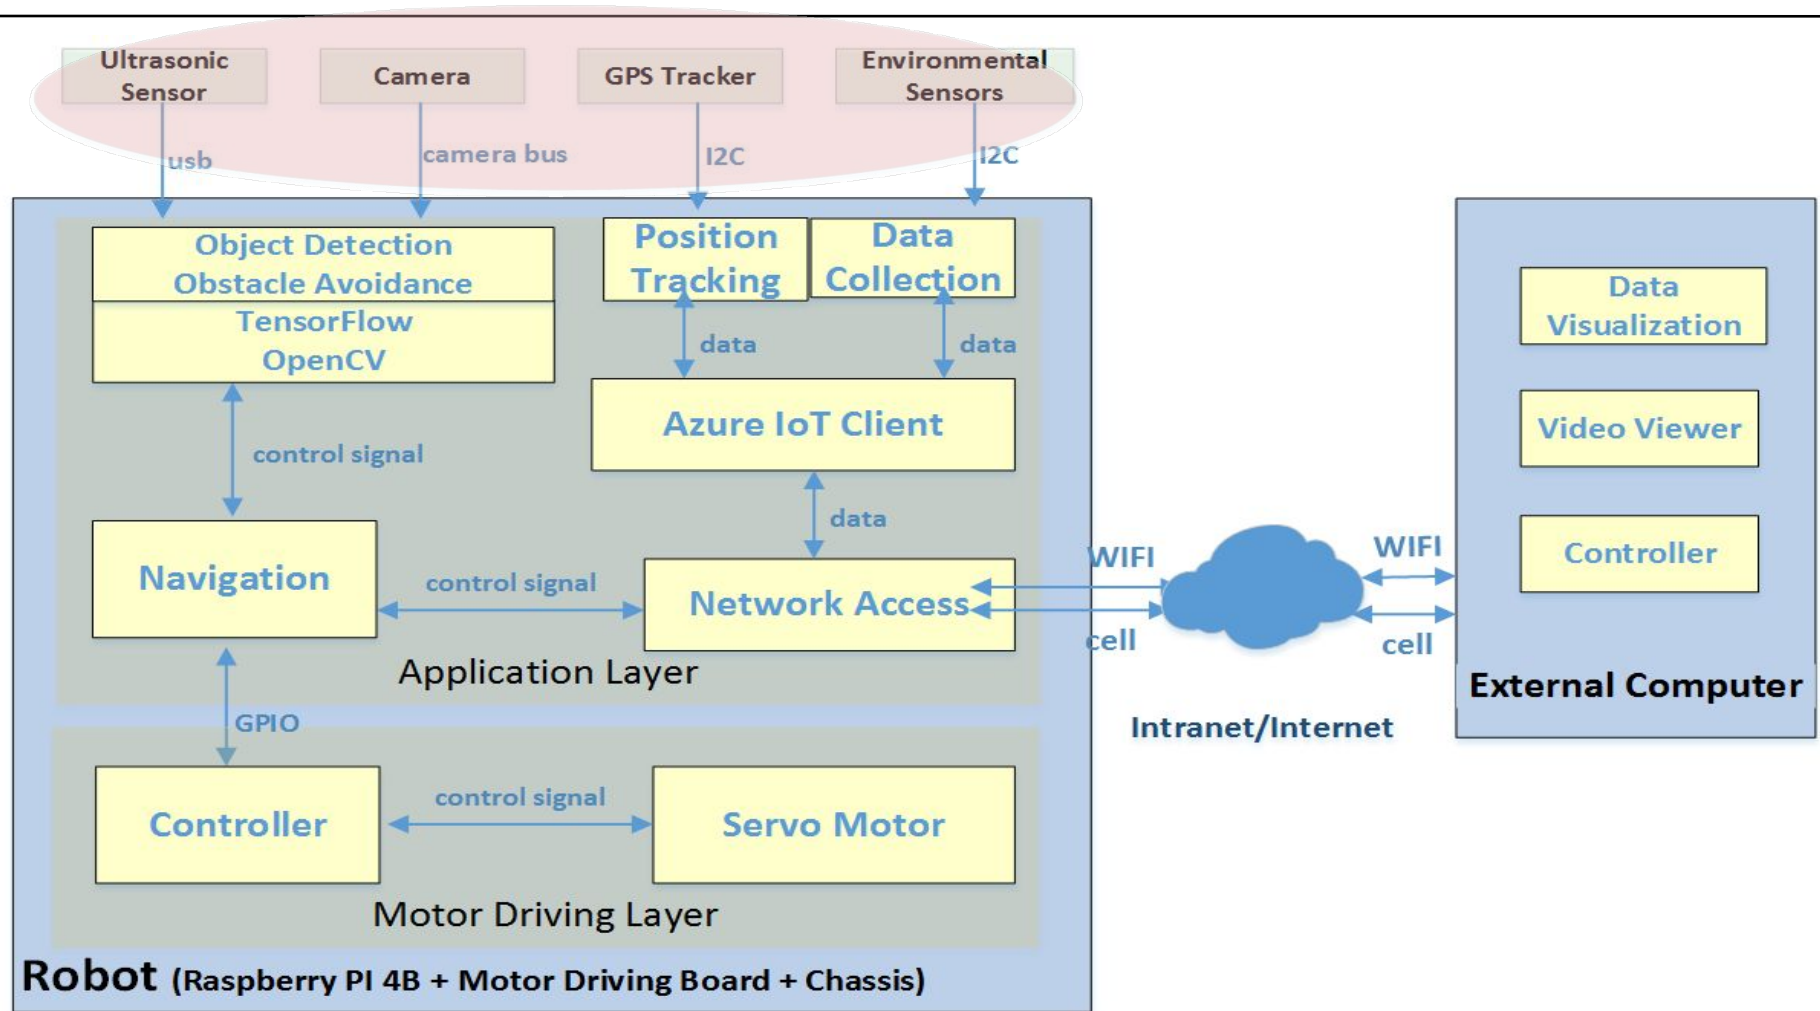 Ultrasonic
Sensor
Camera
GPS Tracker
Environmental
Sensors
usb
camera bus
I2C
I2C
Object Detection
Obstacle Avoidance
TensorFlow
OpenCV
Position
Tracking
Data
Collection
data
data
control signal
Azure IoT Client
data
Navigation
control signal
Network Access
Application Layer
GPIO
Controller
control signal
Servo Motor
Motor Driving Layer
Robot (Raspberry PI 4B + Motor Driving Board + Chassis)
WIFI
cell
Intranet/Internet
WIFI
cell
Data
Visualization
Video Viewer
Controller
External Computer